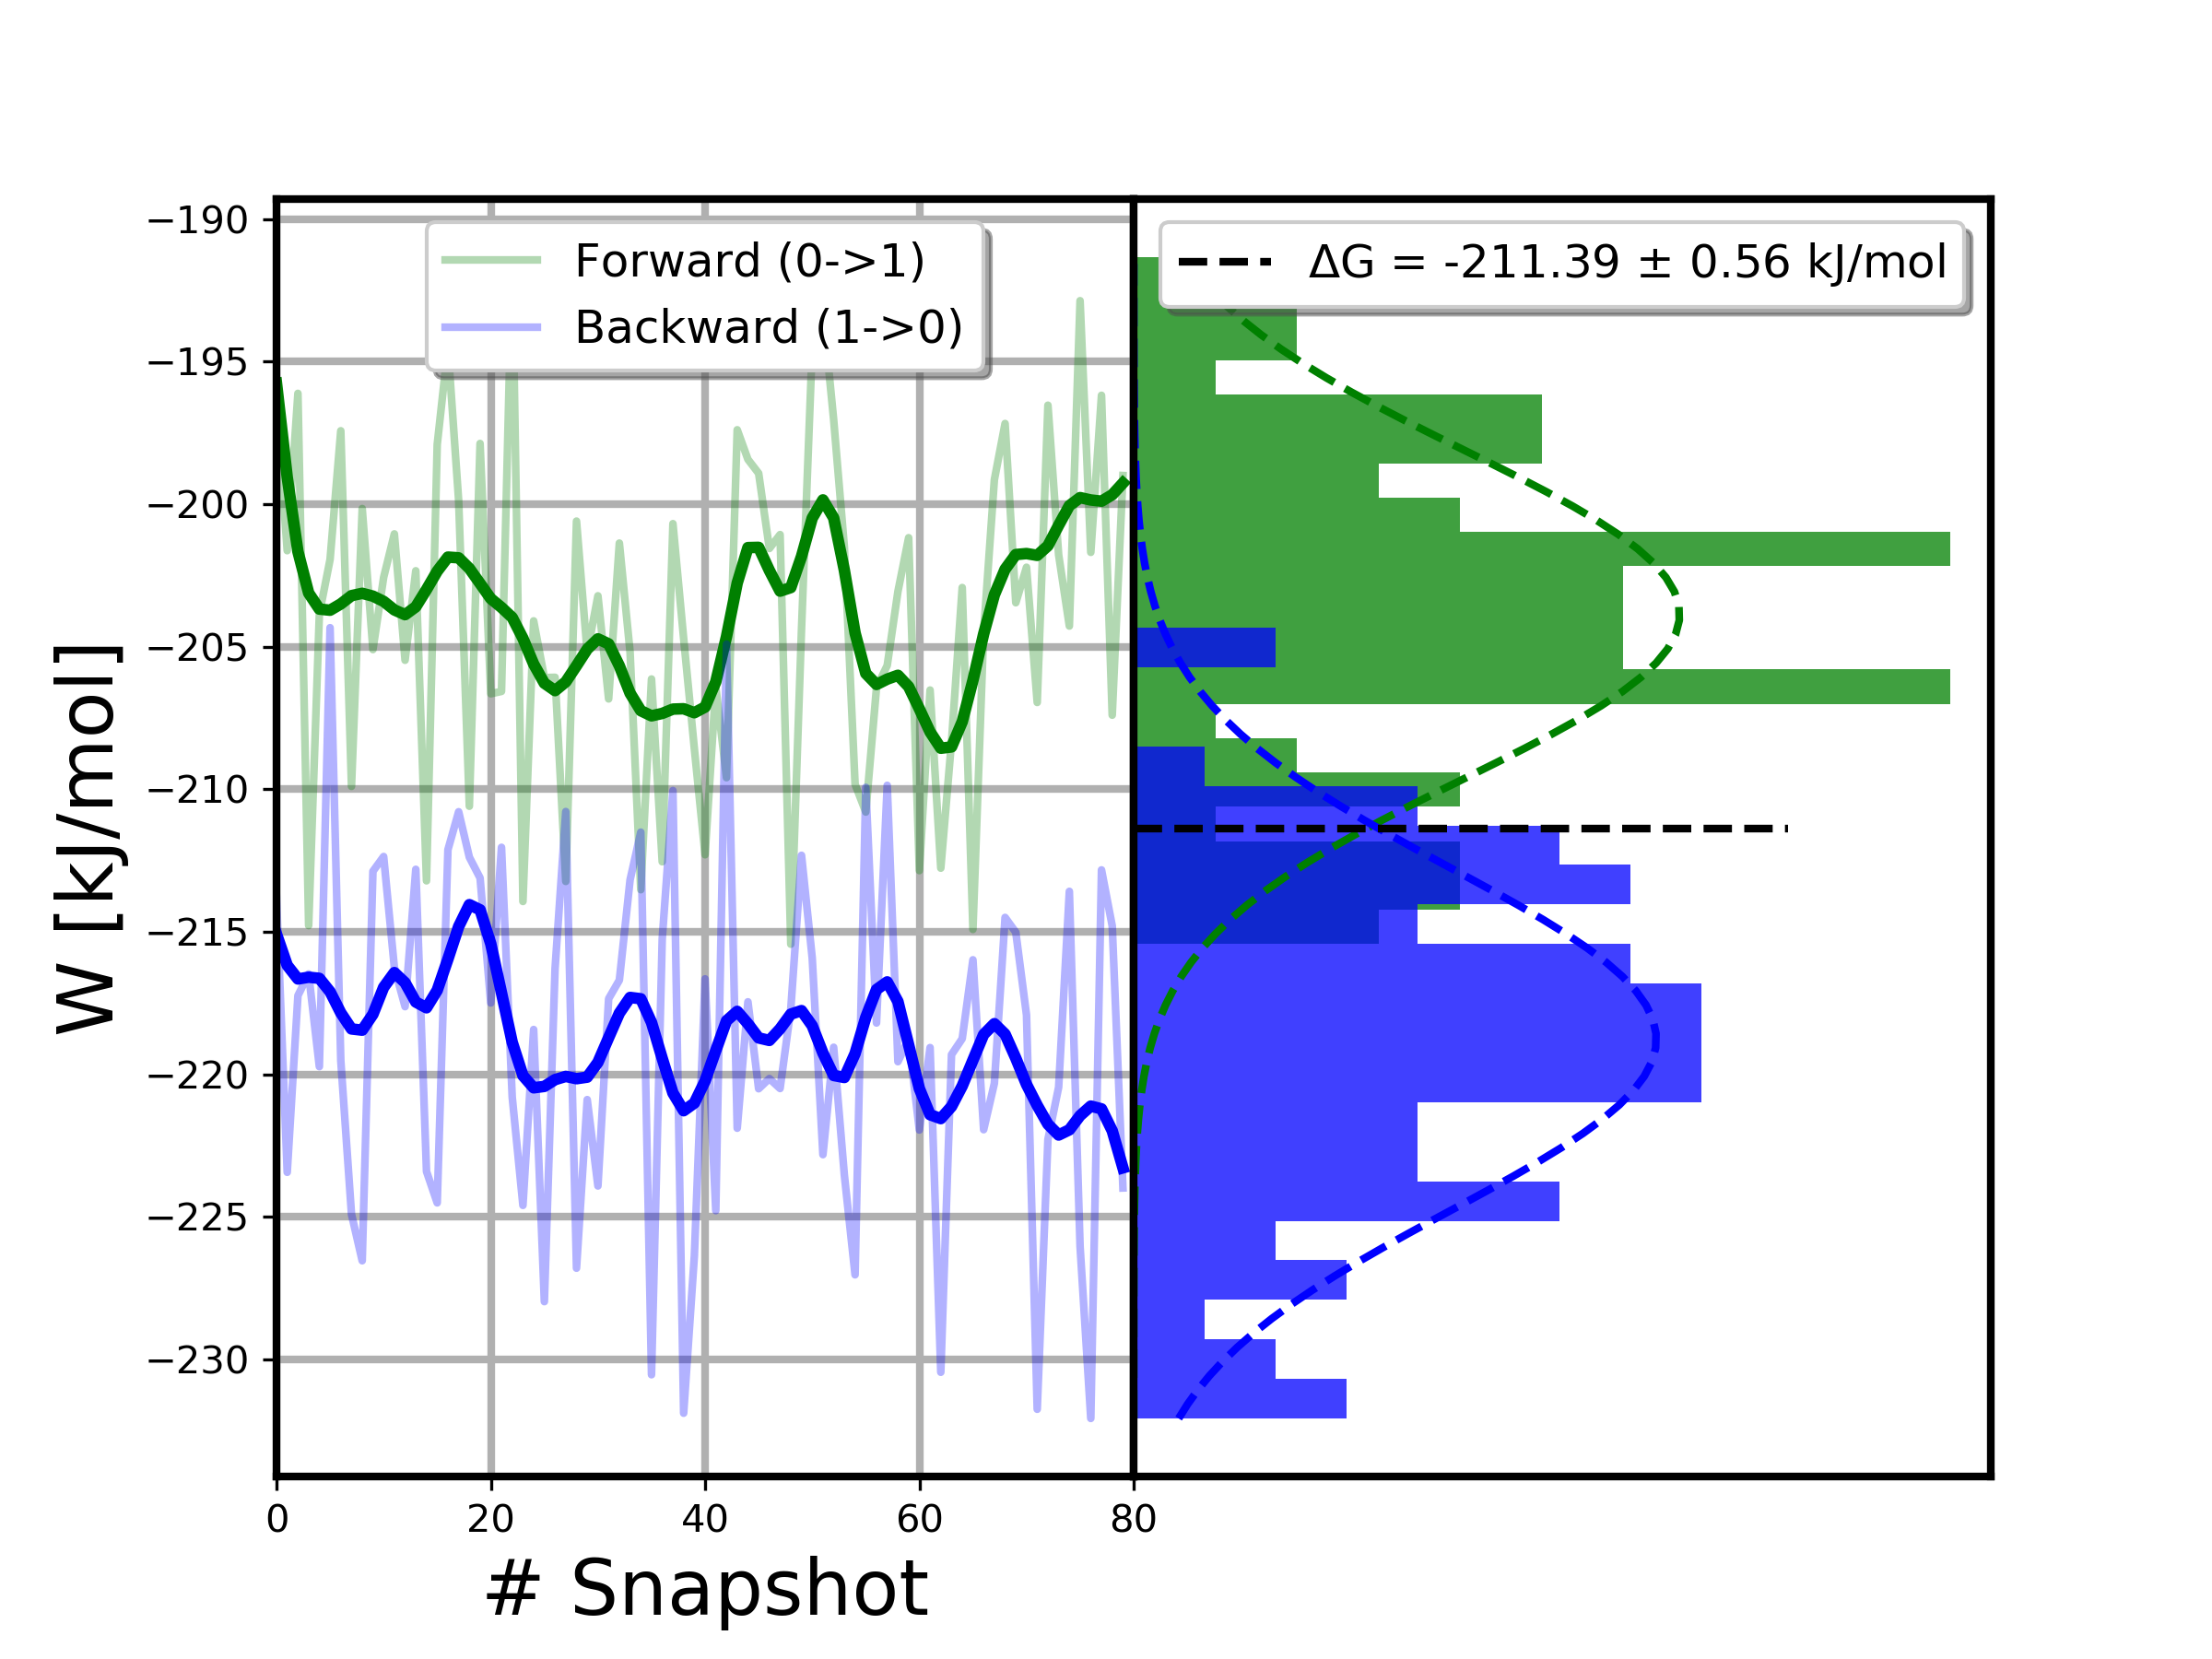 Forward (0->1)
Backward (1->0)
ΔG = -211.39 ± 0.56 kJ/mol
W [kJ/mol]
−190
−195
−200
−205
−210
−215
−220
−225
−230
0 20 40 60 80
# Snapshot